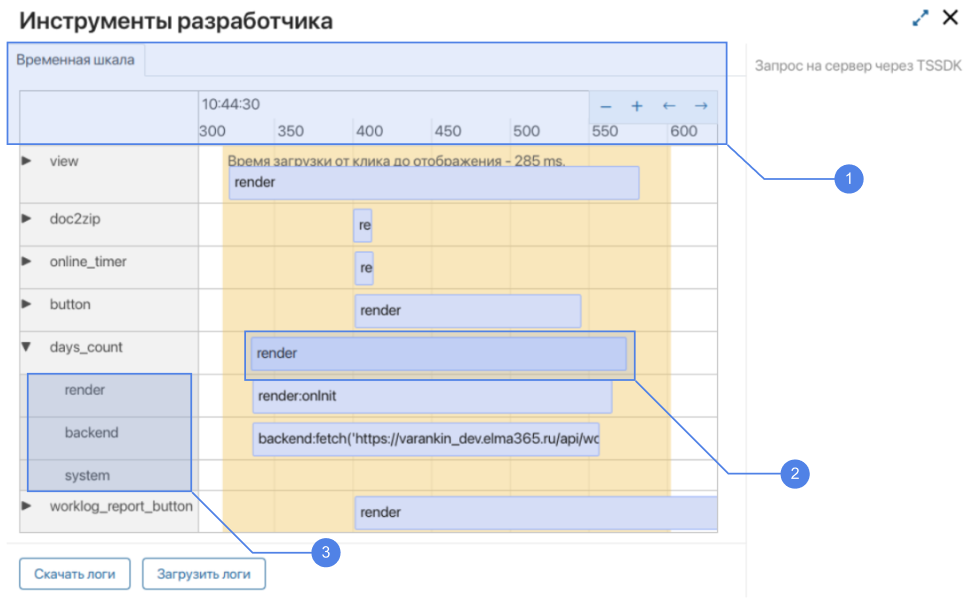 Инструменты разработчика
Временная шкала
Запрос на сервер через TSSDK
10:44:30
300 350 400 450 500 550 600
view
Время загрузки от клика до отображения - 285 ms.
render
1
doc2zip
re
online_timer
re
button
render
days_count
render
render
render:onInit
backend
backend:fetch('https://varankin_dev.elma365.ru/api/wo
2
system
worklog_report_button
render
3
Скачать логи
Загрузить логи